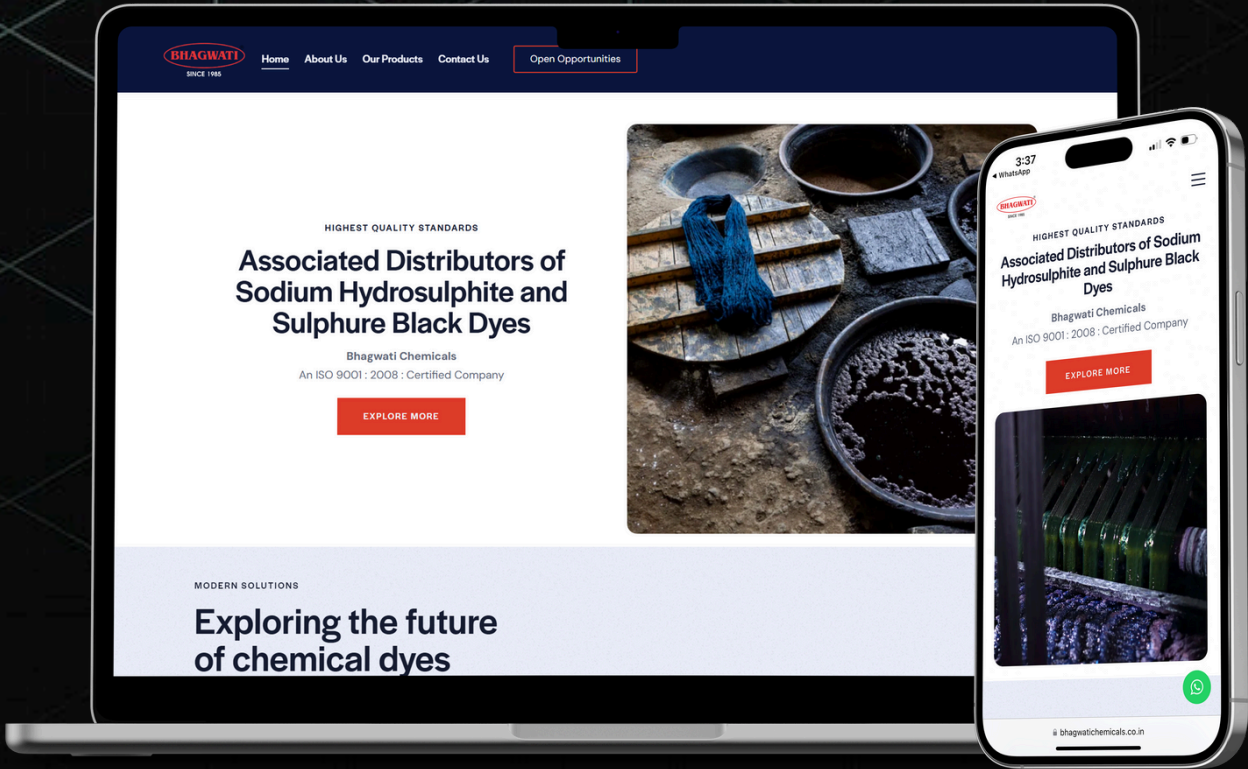 BHAGWATI
SINCE 1985
Home About Us Our Products Contact Us Open Opportunities
HIGHEST QUALITY STANDARDS
Associated Distributors of
Sodium Hydrosulphite and
Sulphure Black Dyes
Bhagwati Chemicals
An ISO 9001 : 2008 : Certified Company
EXPLORE MORE
MODERN SOLUTIONS
Exploring the future
of chemical dyes
3:37
WhatsApp
BHAGWATI
SINCE 1985
HIGHEST QUALITY STANDARDS
Associated Distributors of Sodium
Hydrosulphite and Sulphure Black
Dyes
Bhagwati Chemicals
An ISO 9001 : 2008 : Certified Company
EXPLORE MORE
bhagwatichemicals.co.in